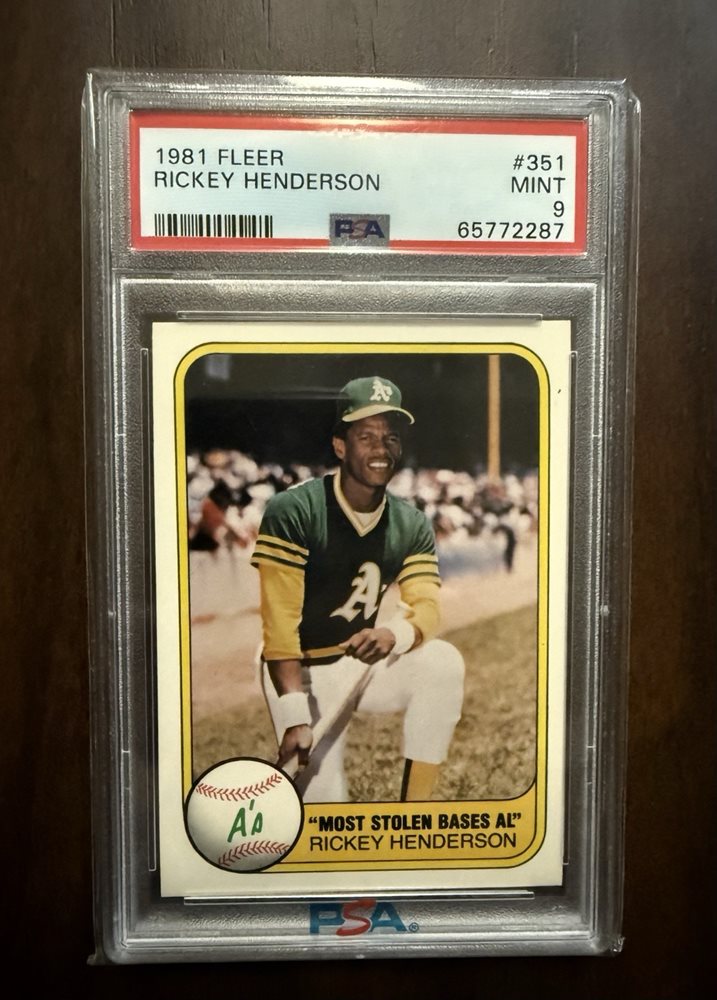 1981 FLEER #351
RICKEY HENDERSON MINT
9
PSA 65772287
A's
A's
A's
"MOST STOLEN BASES AL"
RICKEY HENDERSON
PSA®